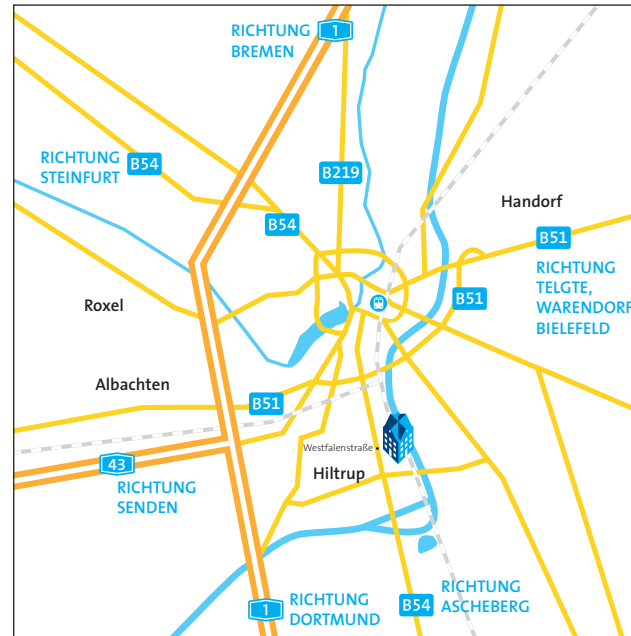 RICHTUNG
BREMEN
1
RICHTUNG
STEINFURT
B54
B219
B54
Handorf
B51
RICHTUNG
TELGTE,
WARENDORF
BIELEFELD
B51
Roxel
Albachten
B51
Westfalenstraße
Hiltrup
43
RICHTUNG
SENDEN
1
RICHTUNG
DORTMUND
B54
RICHTUNG
ASCHEBERG